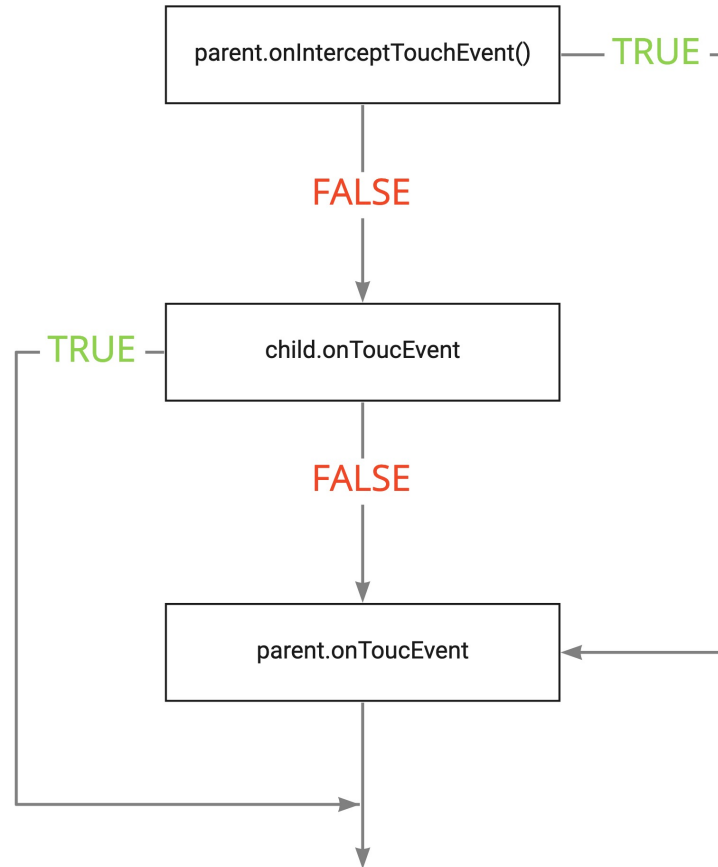 parent.onInterceptTouchEvent()
TRUE
FALSE
TRUE
child.onToucEvent
FALSE
parent.onToucEvent